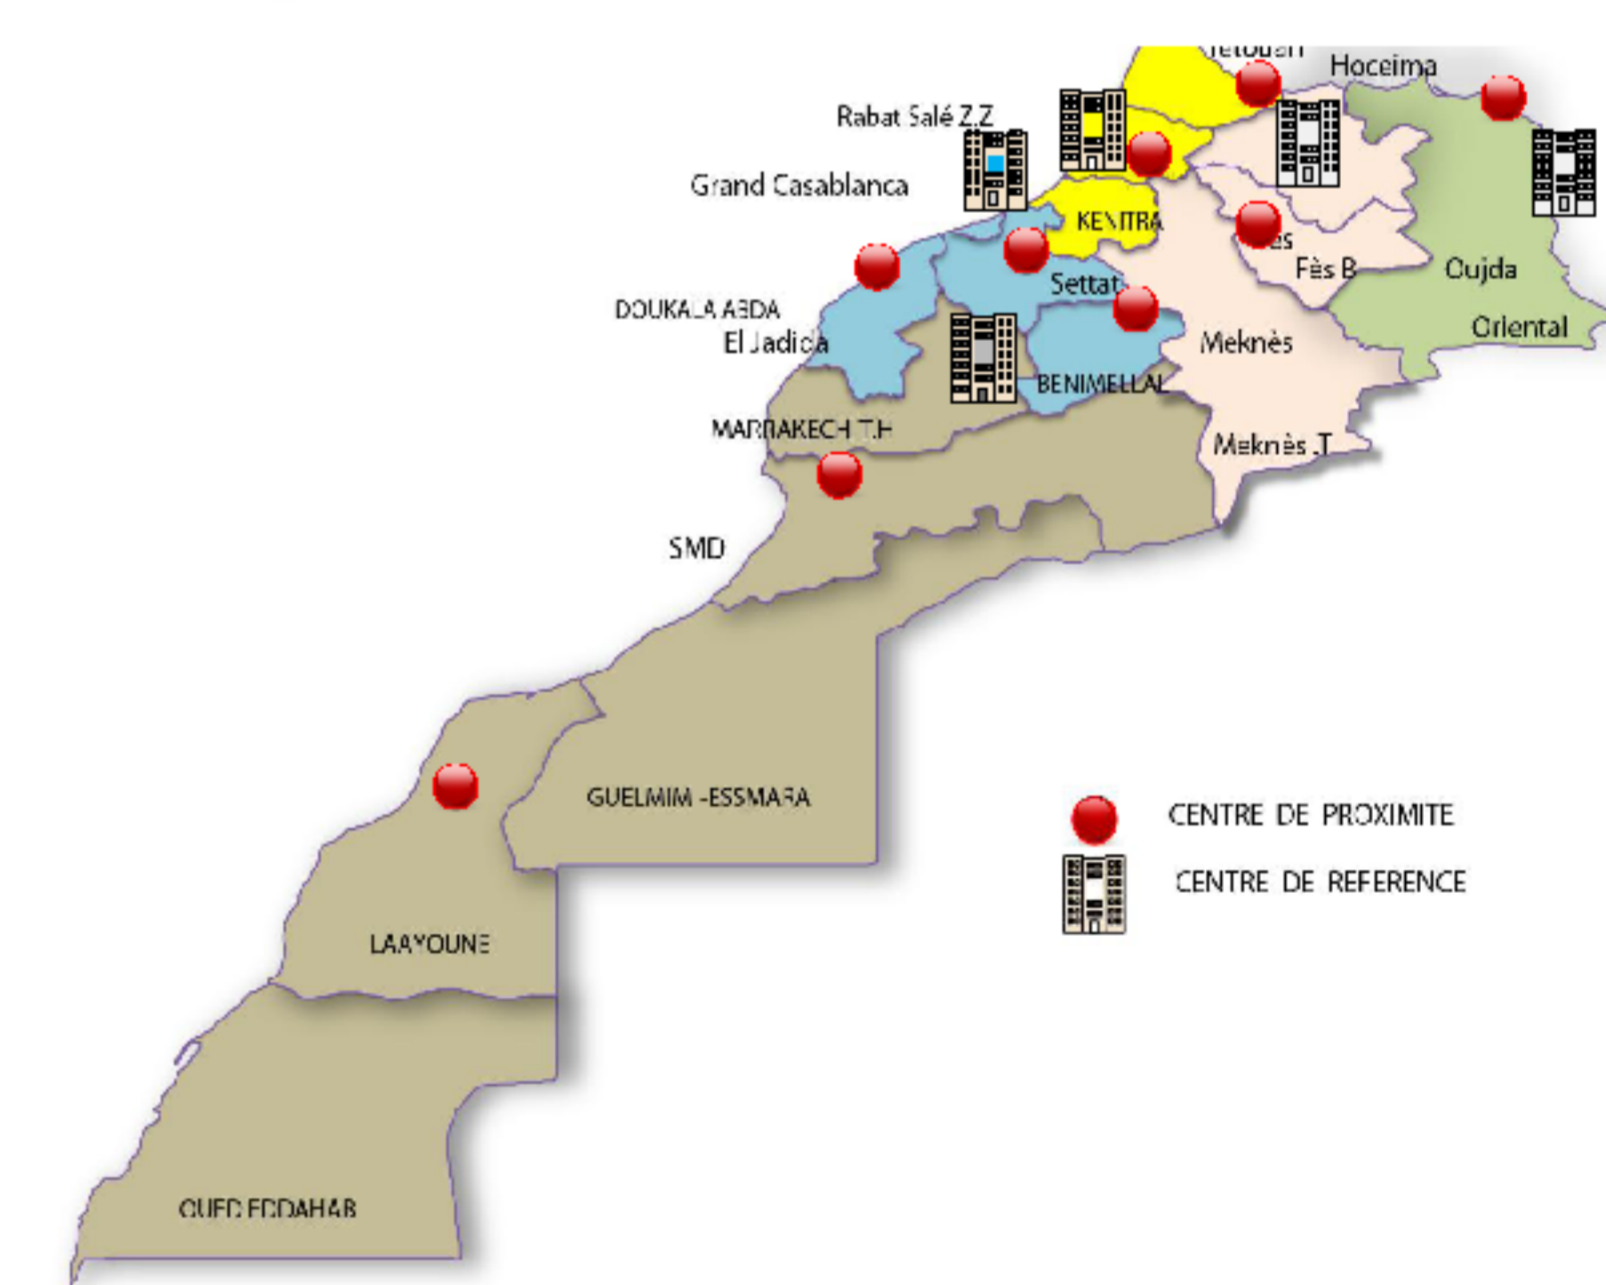 Hoceima
Rabat Salé Z.Z
Grand Casablanca
KENITRA
Fès B
Oujda
Settat
DOUKALA ABDA
Oriental
El Jadida
Meknès
BENIMELLAL
MARRAKECH T.H
Meknès .T
SMD
GUELMIM -ESSMARA
CENTRE DE PROXIMITE
CENTRE DE REFERENCE
LAAYOUNE
OUED EDDAHAB